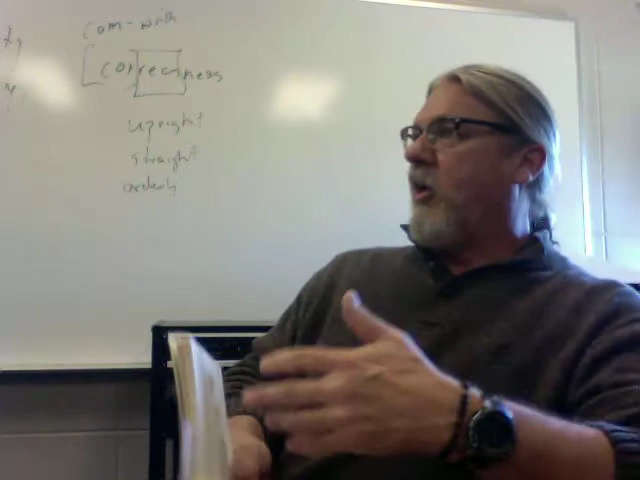 com-with
[correctness
upright
straight
orderly